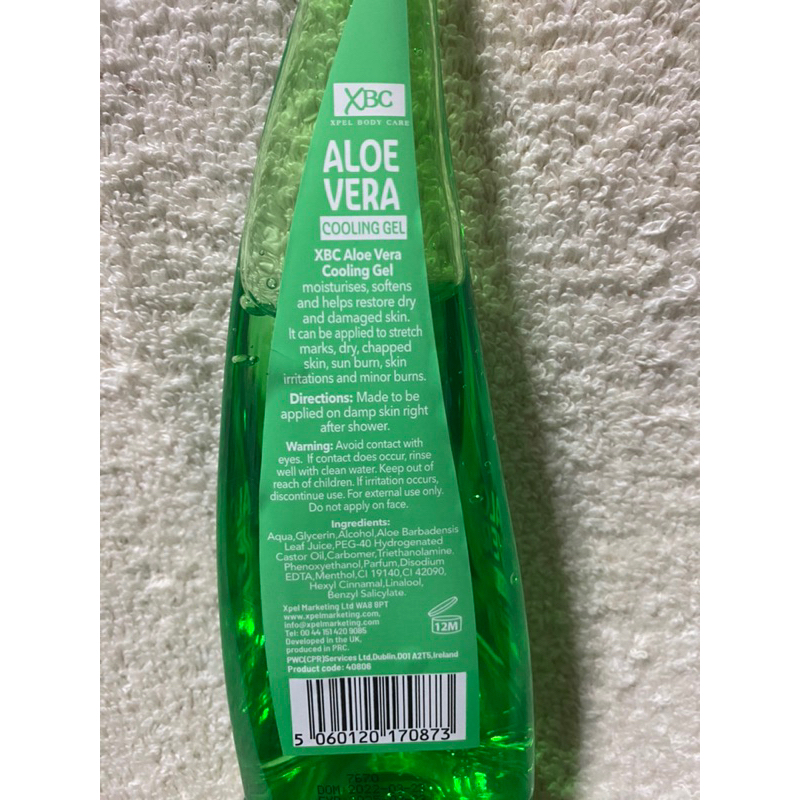 XBC
XPEL BODY CARE
ALOE
VERA
COOLING GEL
XBC Aloe Vera
Cooling Gel
moisturises, softens
and helps restore dry
and damaged skin.
It can be applied to stretch
marks, dry, chapped
skin, sun burn, skin
irritations and minor burns.
Directions: Made to be
applied on damp skin right
after shower.
Warning: Avoid contact with
eyes. If contact does occur, rinse
well with clean water. Keep out of
reach of children. If irritation occurs,
discontinue use. For external use only.
Do not apply on face.
Ingredients:
Aqua,Glycerin,Alcohol,Aloe Barbadensis
Leaf Juice,PEG-40 Hydrogenated
Castor Oil,Carbomer,Triethanolamine,
Phenoxyethanol,Parfum,Disodium
EDTA,Menthol,CI 19140,CI 42090,
Hexyl Cinnamal,Linalool,
Benzyl Salicylate.
Xpel Marketing Ltd WA8 8PT
www.xpelmarketing.com,
info@xpelmarketing.com
Tel: 00 44 151 420 9085
Developed in the UK,
produced in PRC.
12M
PWC(CPR)Services Ltd,Dublin,D01 A2T5,Ireland
Product code: 40806
5 060120 170873
DOM